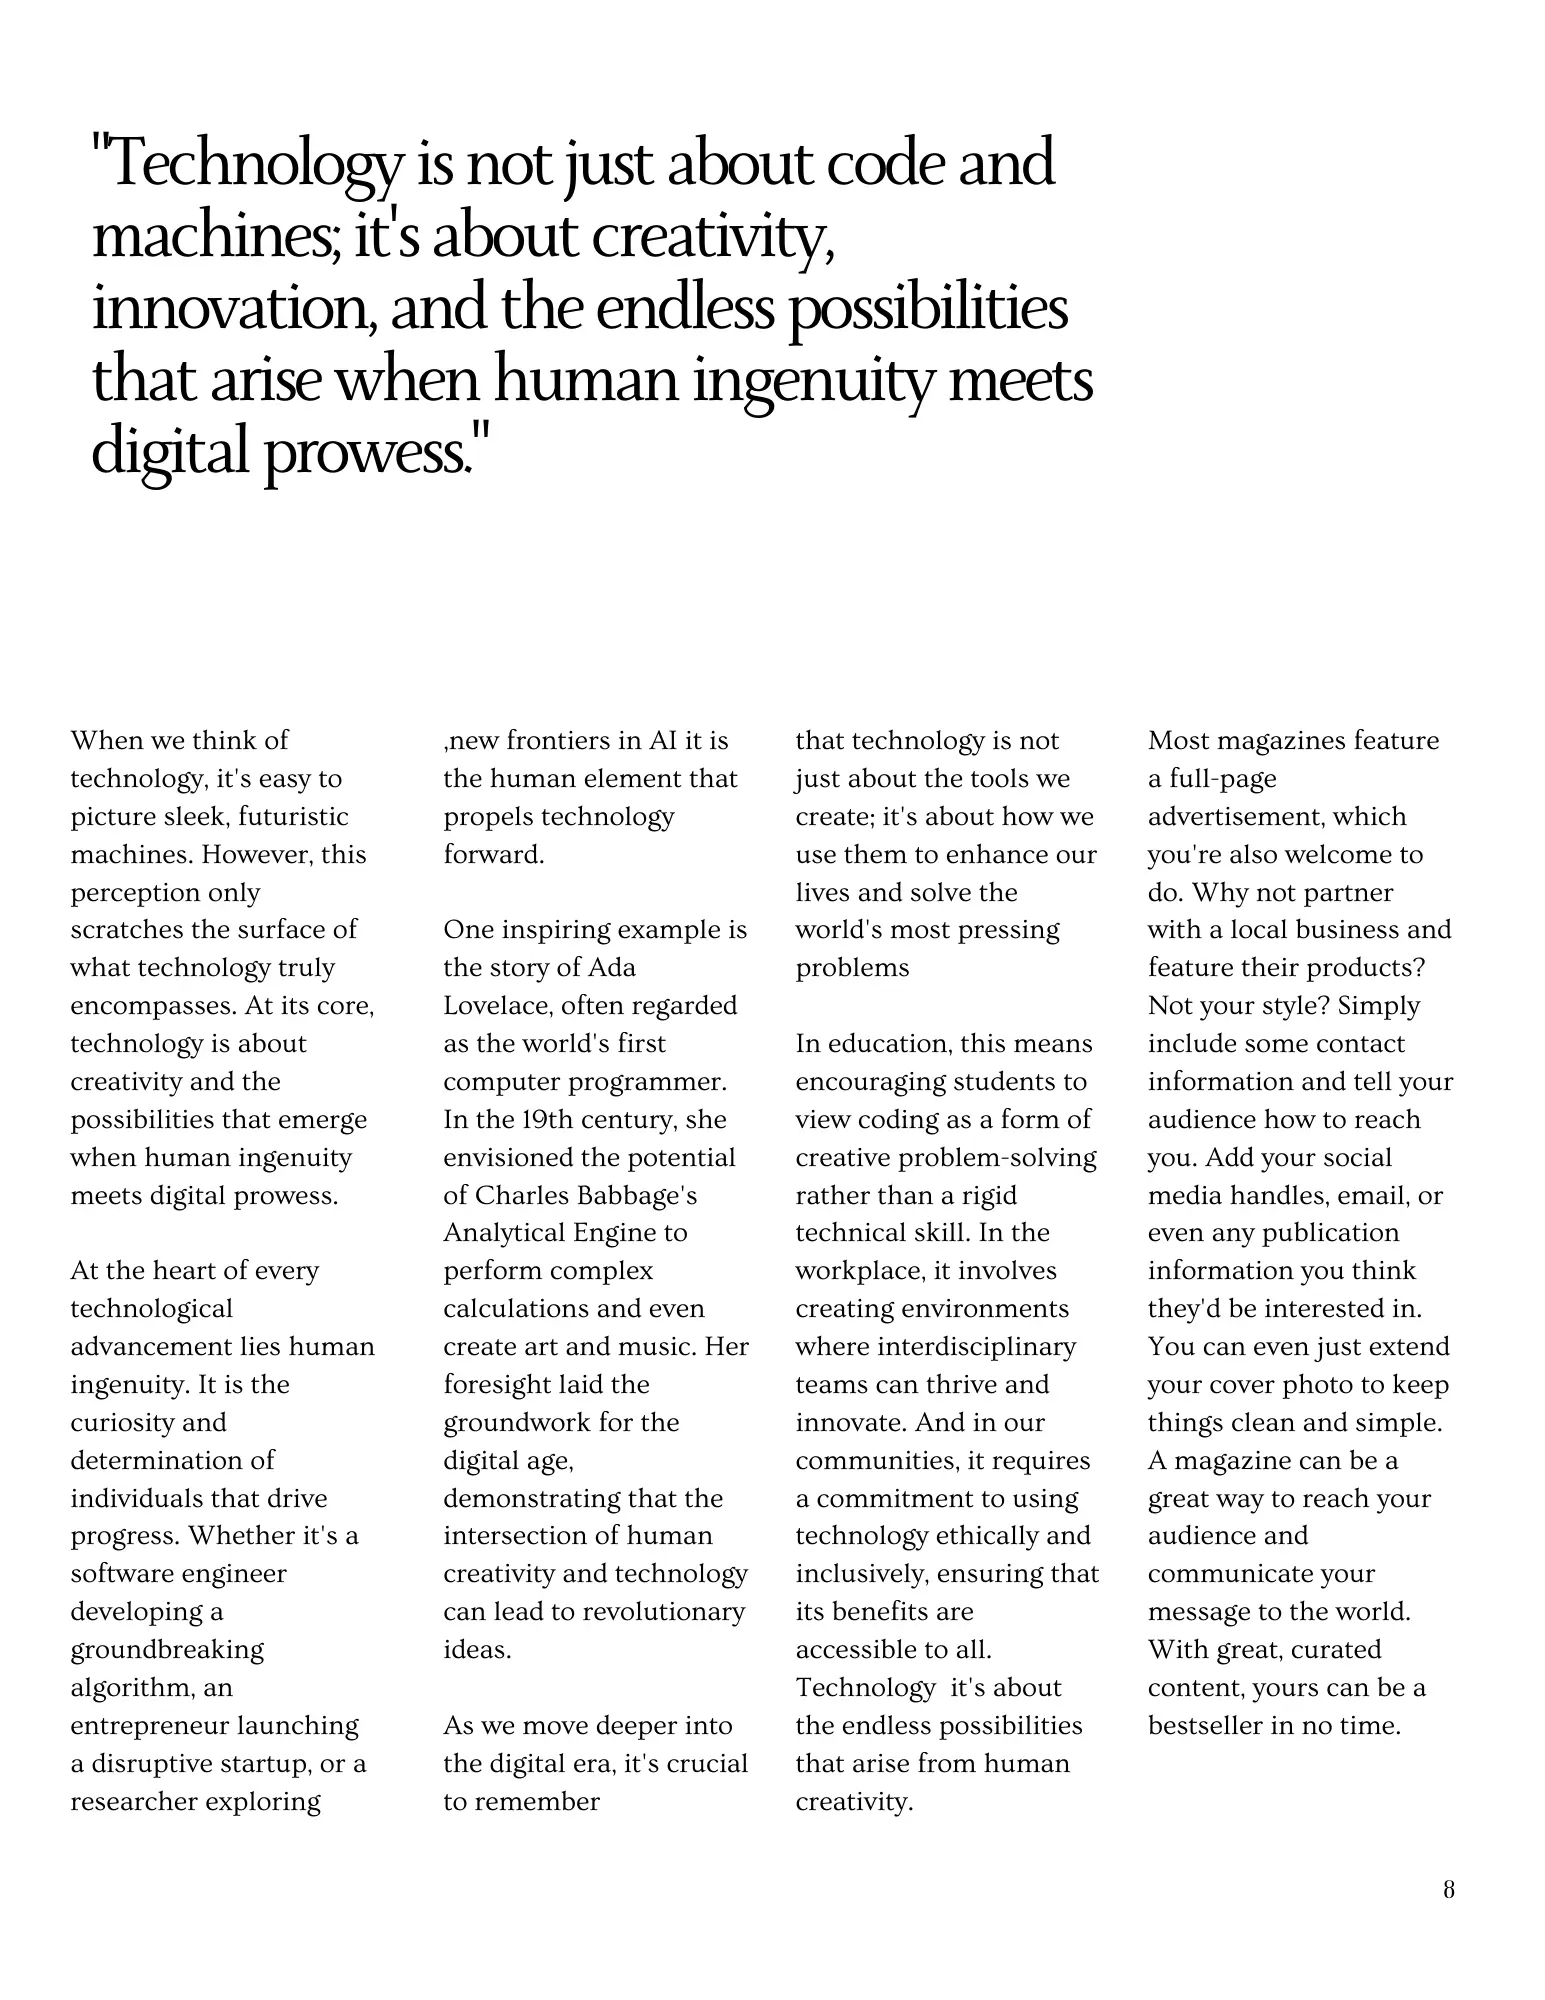 "Technology is not just about code and
machines; it's about creativity,
innovation, and the endless possibilities
that arise when human ingenuity meets
digital prowess."
When we think of
technology, it's easy to
picture sleek, futuristic
machines. However, this
perception only
scratches the surface of
what technology truly
encompasses. At its core,
technology is about
creativity and the
possibilities that emerge
when human ingenuity
meets digital prowess.
At the heart of every
technological
advancement lies human
ingenuity. It is the
curiosity and
determination of
individuals that drive
progress. Whether it's a
software engineer
developing a
groundbreaking
algorithm, an
entrepreneur launching
a disruptive startup, or a
researcher exploring
,new frontiers in AI it is
the human element that
propels technology
forward.
One inspiring example is
the story of Ada
Lovelace, often regarded
as the world's first
computer programmer.
In the 19th century, she
envisioned the potential
of Charles Babbage's
Analytical Engine to
perform complex
calculations and even
create art and music. Her
foresight laid the
groundwork for the
digital age,
demonstrating that the
intersection of human
creativity and technology
can lead to revolutionary
ideas.
As we move deeper into
the digital era, it's crucial
to remember
that technology is not
just about the tools we
create; it's about how we
use them to enhance our
lives and solve the
world's most pressing
problems
In education, this means
encouraging students to
view coding as a form of
creative problem-solving
rather than a rigid
technical skill. In the
workplace, it involves
creating environments
where interdisciplinary
teams can thrive and
innovate. And in our
communities, it requires
a commitment to using
technology ethically and
inclusively, ensuring that
its benefits are
accessible to all.
Technology  it's about
the endless possibilities
that arise from human
creativity.
Most magazines feature
a full-page
advertisement, which
you're also welcome to
do. Why not partner
with a local business and
feature their products?
Not your style? Simply
include some contact
information and tell your
audience how to reach
you. Add your social
media handles, email, or
even any publication
information you think
they'd be interested in.
You can even just extend
your cover photo to keep
things clean and simple.
A magazine can be a
great way to reach your
audience and
communicate your
message to the world.
With great, curated
content, yours can be a
bestseller in no time.
8